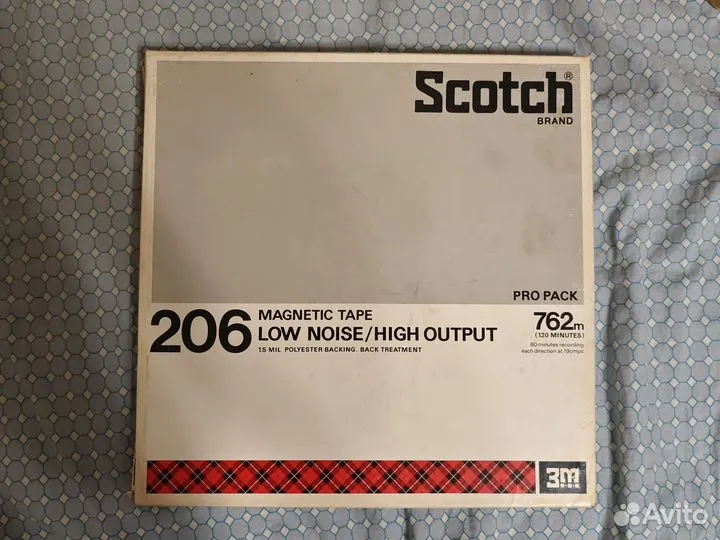 Scotch®
BRAND
PRO PACK
206
MAGNETIC TAPE
LOW NOISE/HIGH OUTPUT
1.5 MIL POLYESTER BACKING. BACK TREATMENT
762m
(120 MINUTES)
60 minutes recording
each direction at 19cmps
3M
Avito